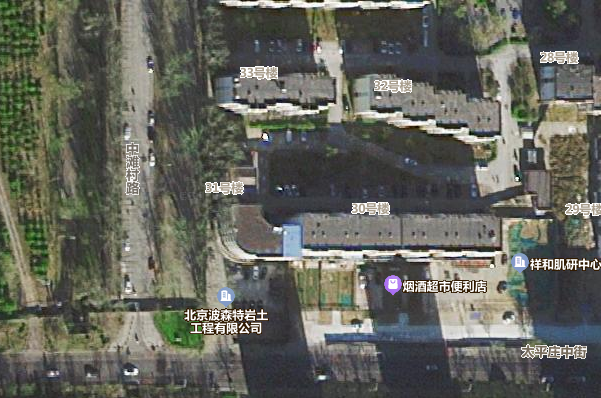 28号楼
33号楼
32号楼
中滩村路
31号楼
30号楼
29号楼
祥和肌研中心
烟酒超市便利店
北京波森特岩土
工程有限公司
太平庄中街